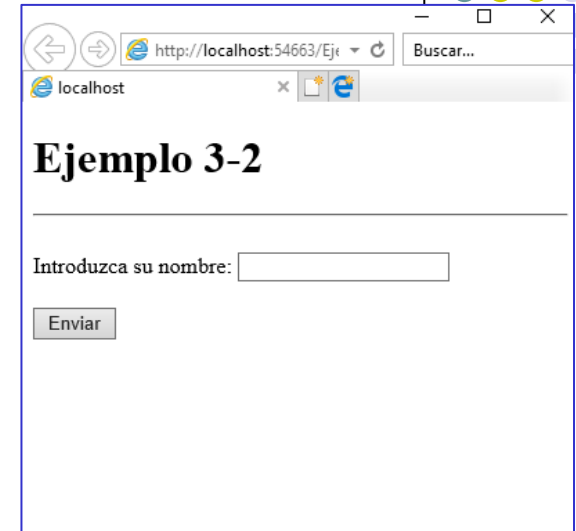 http://localhost:54663/Eje
Buscar...
localhost
Ejemplo 3-2
Introduzca su nombre:
Enviar